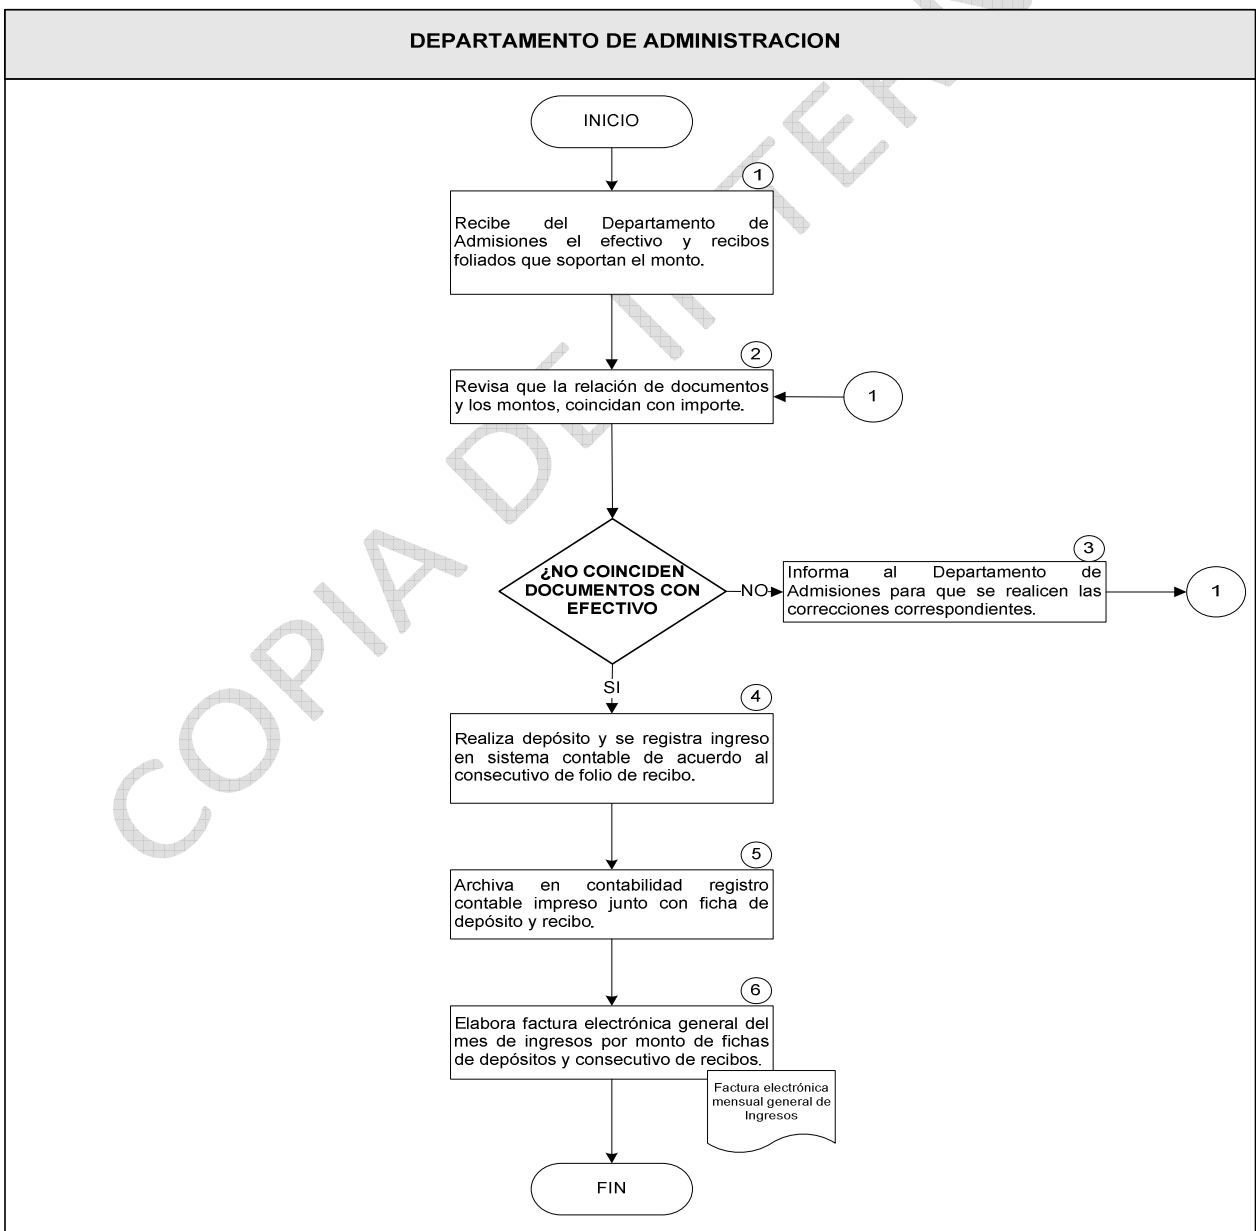 DEPARTAMENTO DE ADMINISTRACION
INICIO
1
Recibe del Departamento de
Admisiones el efectivo y recibos
foliados que soportan el monto.
2
Revisa que la relación de documentos
y los montos, coincidan con importe.
1
¿NO COINCIDEN
DOCUMENTOS CON
EFECTIVO
NO
3
Informa al Departamento de
Admisiones para que se realicen las
correcciones correspondientes.
1
SI
4
Realiza depósito y se registra ingreso
en sistema contable de acuerdo al
consecutivo de folio de recibo.
5
Archiva en contabilidad registro
contable impreso junto con ficha de
depósito y recibo.
6
Elabora factura electrónica general del
mes de ingresos por monto de fichas
de depósitos y consecutivo de recibos.
Factura electrónica
mensual general de
Ingresos
FIN
COPIA DE